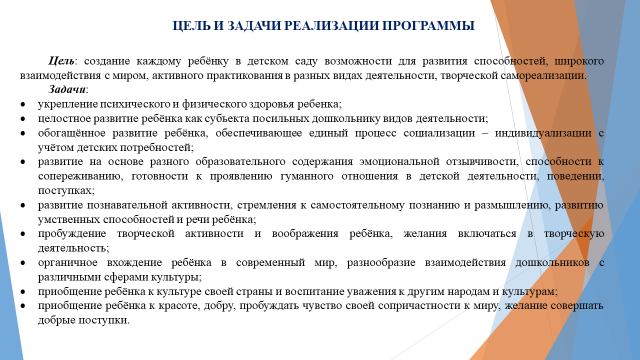 ЦЕЛЬ И ЗАДАЧИ РЕАЛИЗАЦИИ ПРОГРАММЫ
Цель: создание каждому ребёнку в детском саду возможности для развития способностей, широкого
взаимодействия с миром, активного практикования в разных видах деятельности, творческой самореализации.
Задачи:
• укрепление психического и физического здоровья ребенка;
• целостное развитие ребёнка как субъекта посильных дошкольнику видов деятельности;
• обогащённое развитие ребёнка, обеспечивающее единый процесс социализации – индивидуализации с
учётом детских потребностей;
• развитие на основе разного образовательного содержания эмоциональной отзывчивости, способности к
сопереживанию, готовности к проявлению гуманного отношения в детской деятельности, поведении,
поступках;
• развитие познавательной активности, стремления к самостоятельному познанию и размышлению, развитию
умственных способностей и речи ребёнка;
• пробуждение творческой активности и воображения ребёнка, желания включаться в творческую
деятельность;
• органичное вхождение ребёнка в современный мир, разнообразие взаимодействия дошкольников с
различными сферами культуры;
• приобщение ребёнка к культуре своей страны и воспитание уважения к другим народам и культурам;
• приобщение ребёнка к красоте, добру, пробуждать чувство своей сопричастности к миру, желание совершать
добрые поступки.